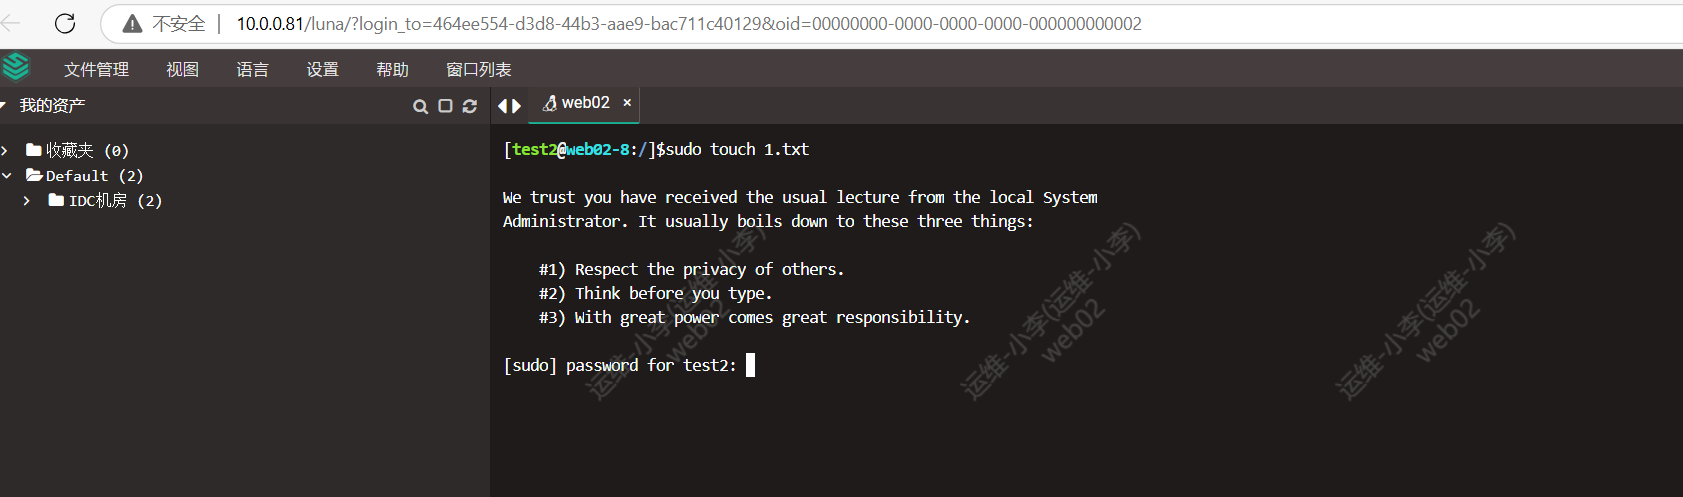 不安全 | 10.0.0.81/luna/?login_to=464ee554-d3d8-44b3-aae9-bac711c40129&oid=00000000-0000-0000-0000-000000000002
文件管理 视图 语言 设置 帮助 窗口列表
我的资产
web02 ×
收藏夹 (0)
Default (2)
IDC机房 (2)
[test2@web02-8:/]$sudo touch 1.txt
We trust you have received the usual lecture from the local System
Administrator. It usually boils down to these three things:
#1) Respect the privacy of others.
#2) Think before you type.
#3) With great power comes great responsibility.
[sudo] password for test2:
运维-小李(运维-小李)
web02
运维-小李(运维-小李)
web02
运维-小李(运维-小李)
web02